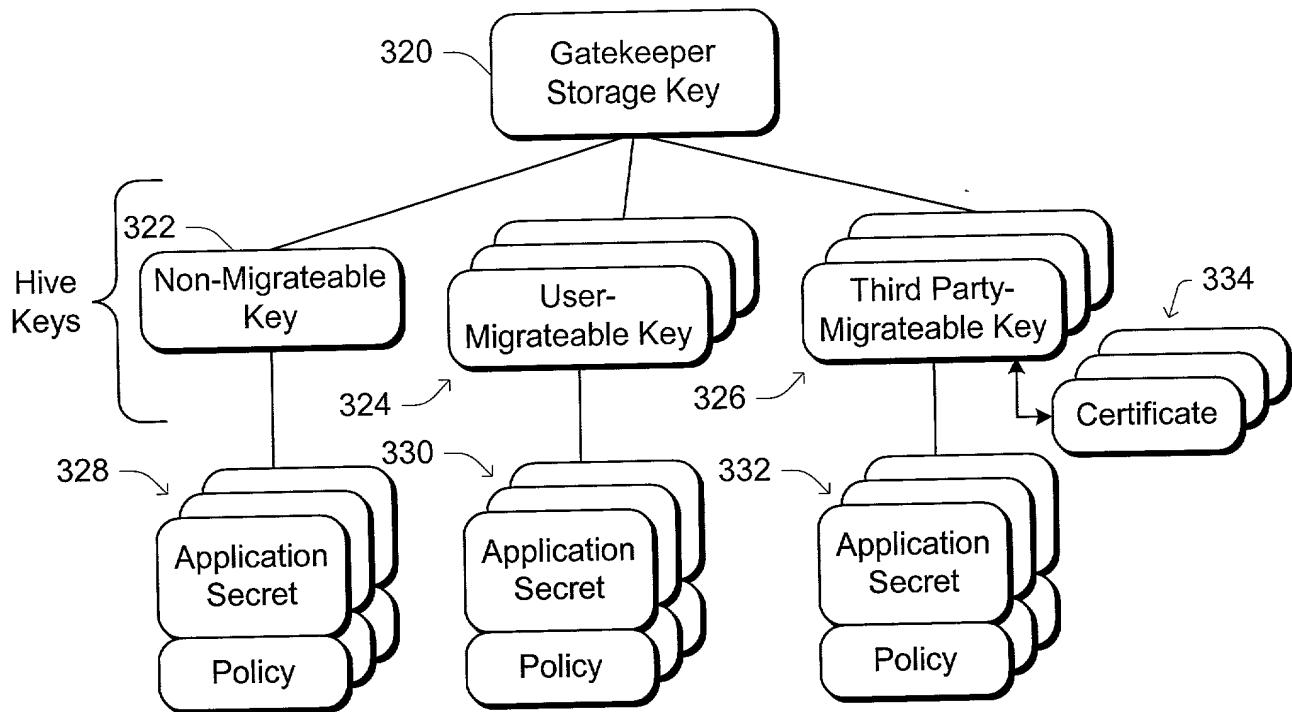 320
Gatekeeper
Storage Key
Hive
Keys
322
Non-Migrateable
Key
User-
Migrateable Key
324
Third Party-
Migrateable Key
326
334
Certificate
328
Application
Secret
Policy
330
Application
Secret
Policy
332
Application
Secret
Policy